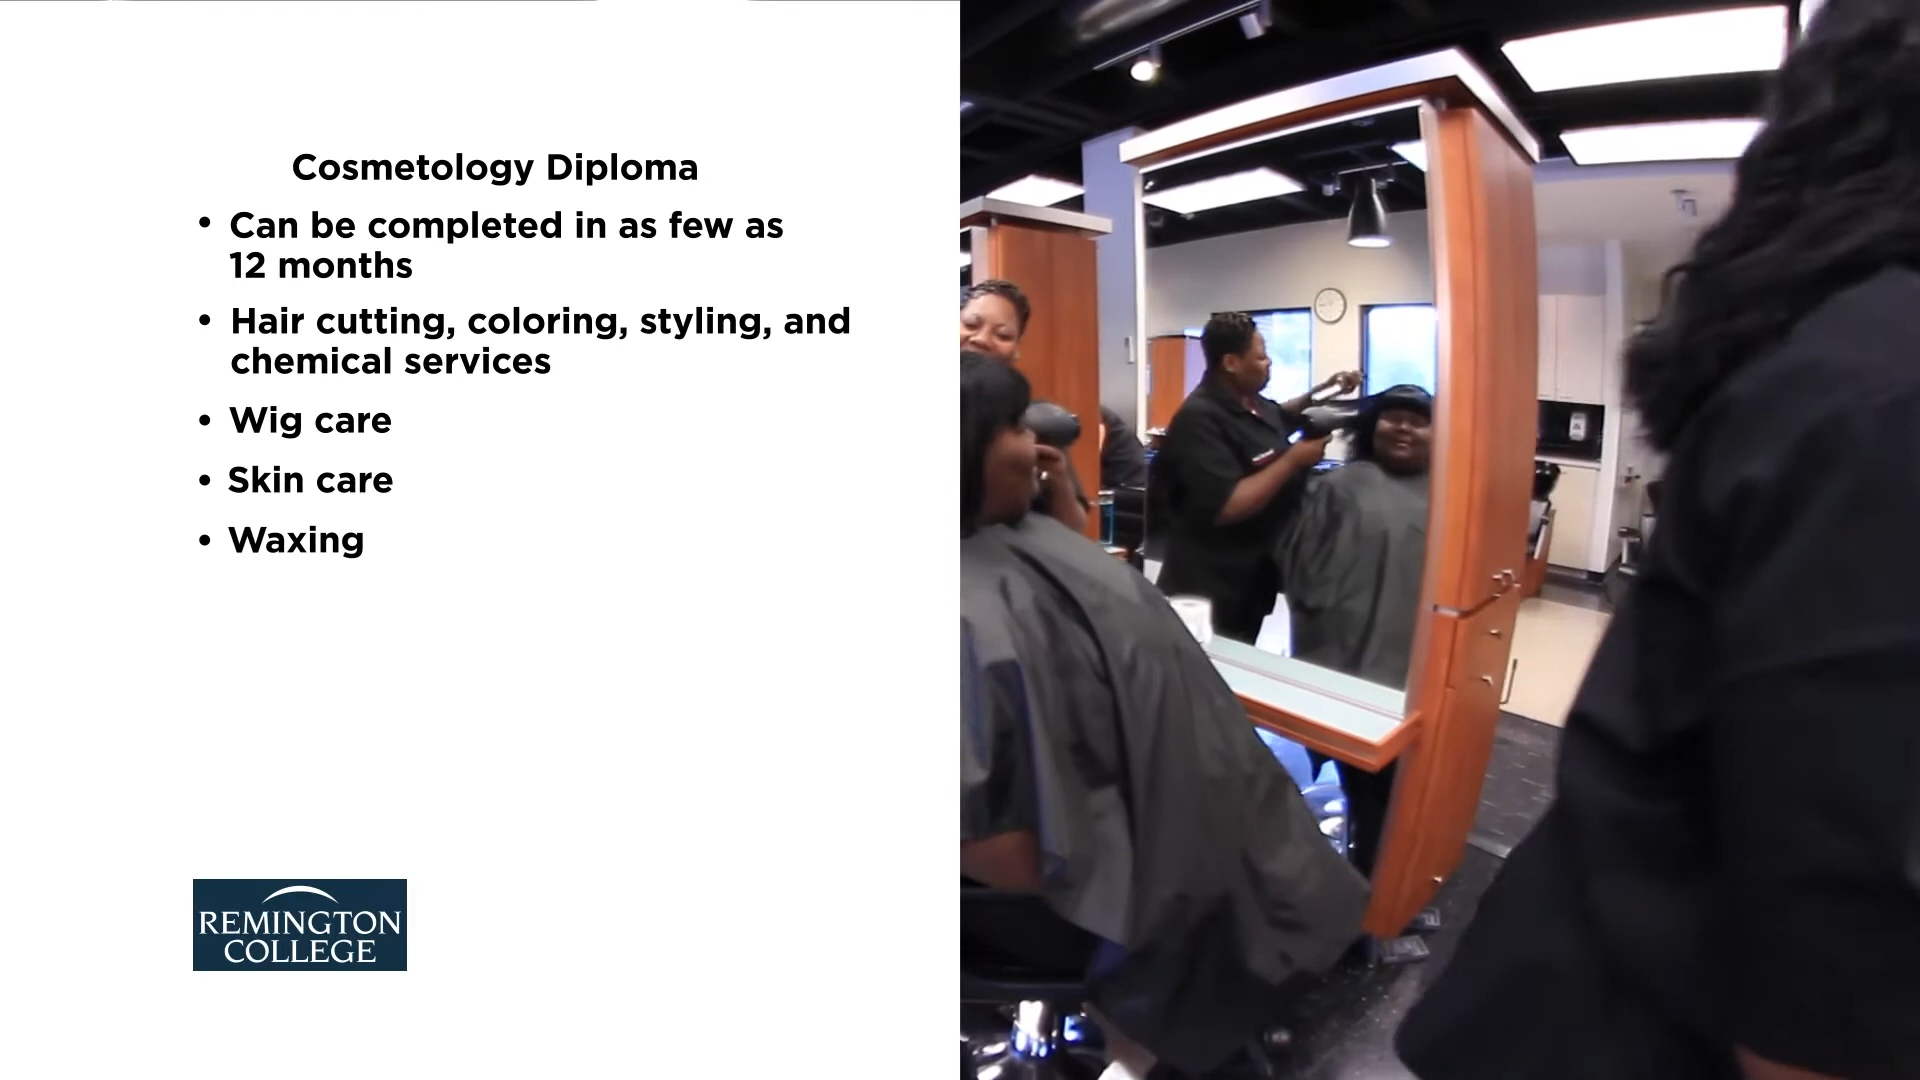 Cosmetology Diploma
• Can be completed in as few as
12 months
• Hair cutting, coloring, styling, and
chemical services
• Wig care
• Skin care
• Waxing
REMINGTON
COLLEGE